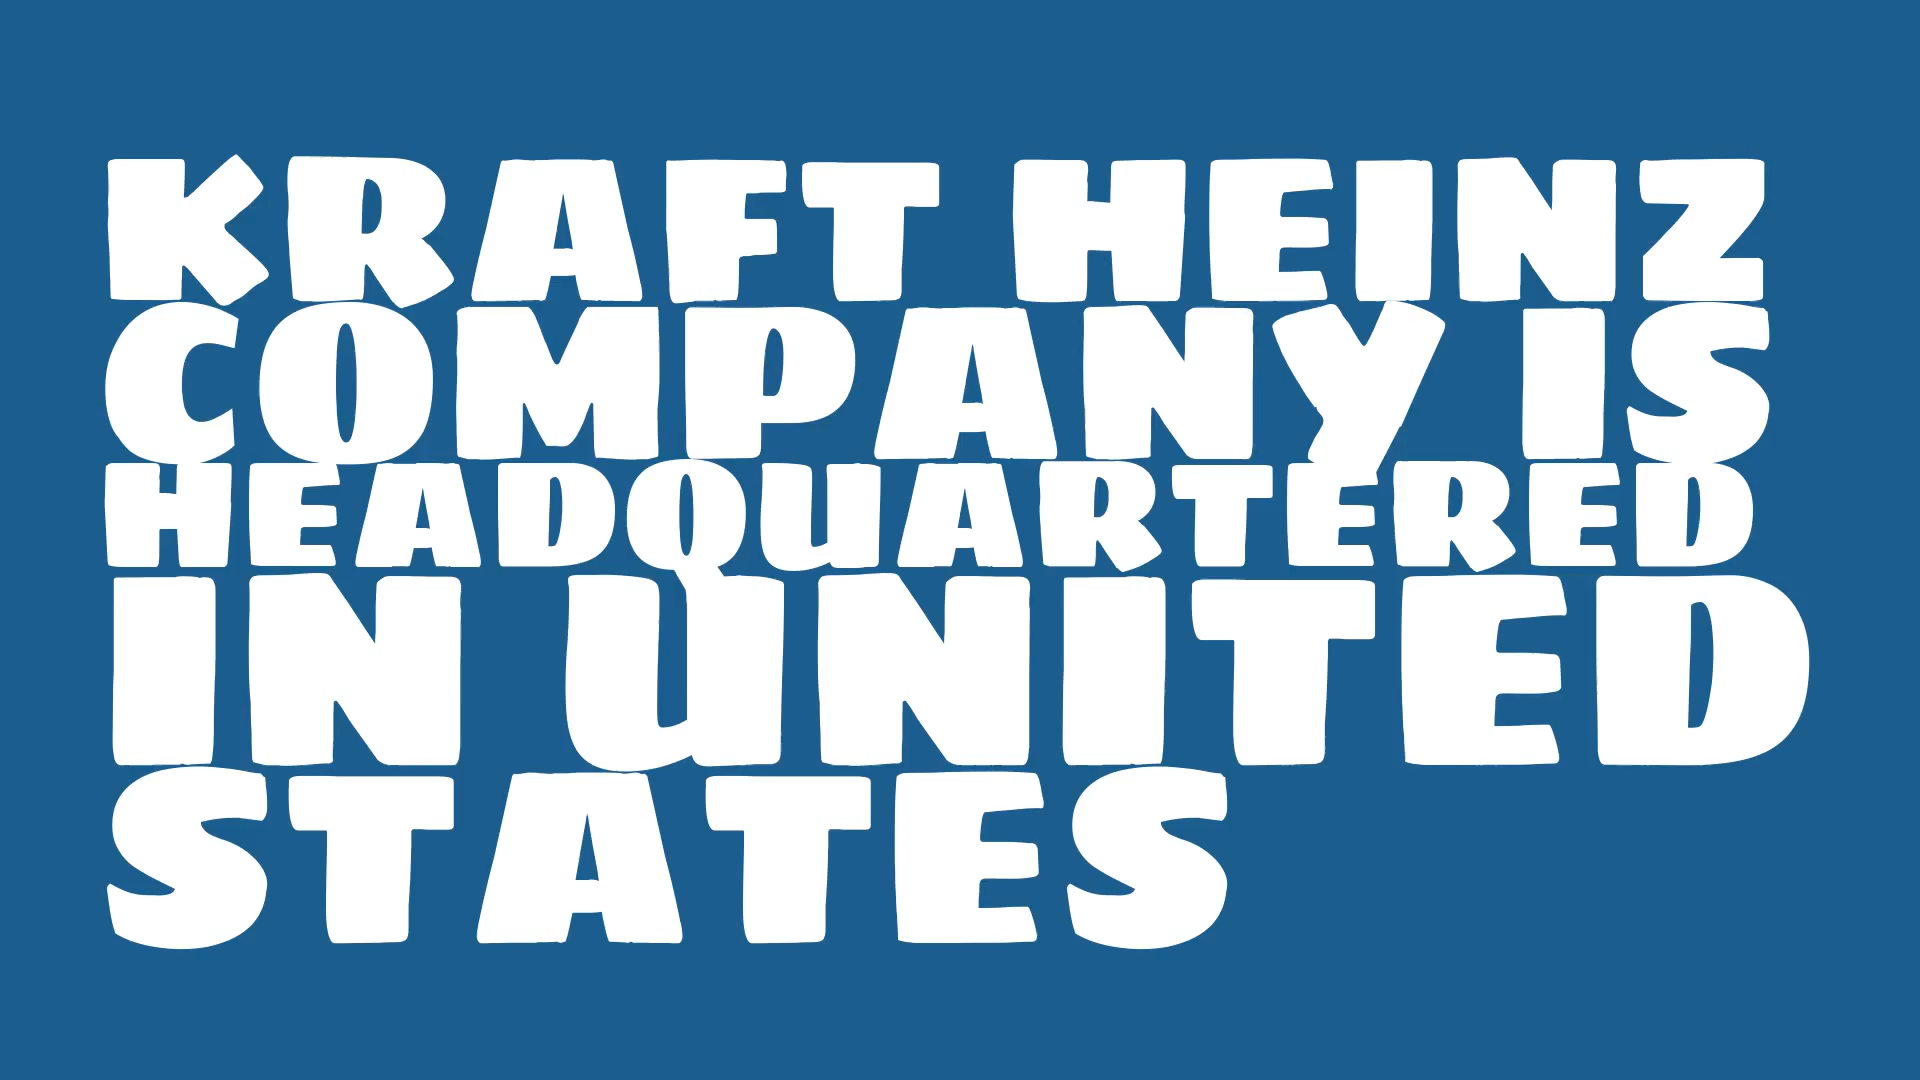 KRAFT HEINZ
COMPANY IS
HEADQUARTERED
IN UNITED
STATES